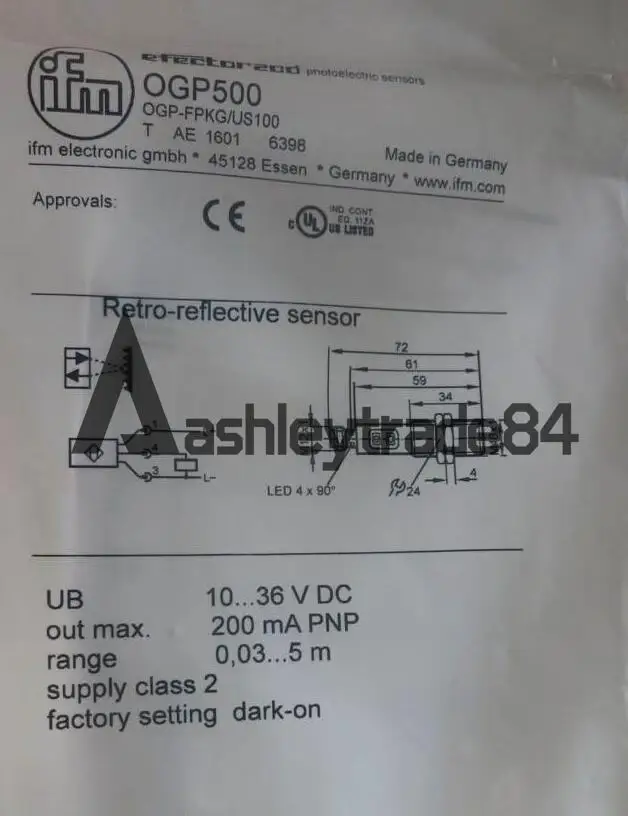 ifm
efector200 photoelectric sensors
OGP500
OGP-FPKG/US100
T AE 1601 6398
Made in Germany
ifm electronic gmbh * 45128 Essen * Germany * www.ifm.com
Approvals:
CE
c UL US LISTED
IND. CONT.
EQ. 11ZA
Retro-reflective sensor
72
61
59
34
1
4
3
L-
Aashleytrade84
LED 4 x 90°
24
4
UB 10...36 V DC
out max. 200 mA PNP
range 0,03...5 m
supply class 2
factory setting dark-on